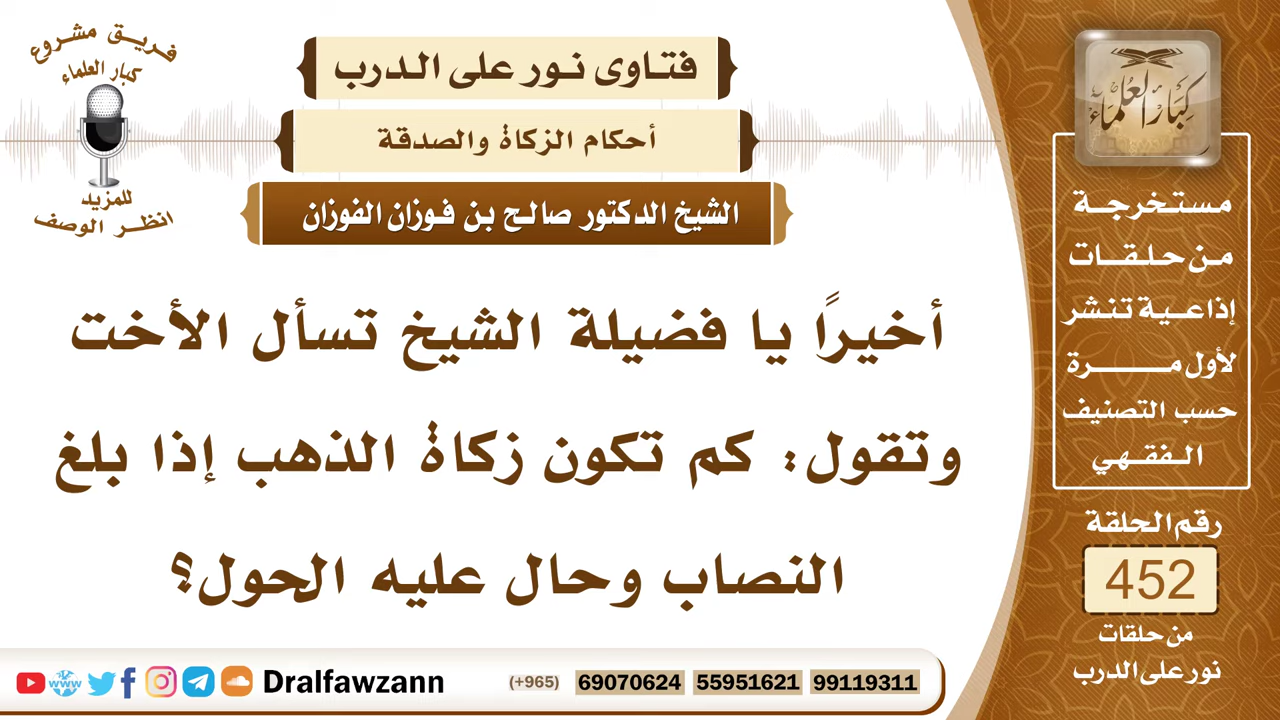 فريق مشروع
كبار العلماء
للمزيد
انظر الوصف
فتاوى نور على الدرب
أحكام الزكاة والصدقة
الشيخ الدكتور صالح بن فوزان الفوزان
أخيرًا يا فضيلة الشيخ تسأل الأخت
وتقول: كم تكون زكاة الذهب إذا بلغ
النصاب وحال عليه الحول؟
كبار العلماء
مستخرجة
من حلقات
إذاعية تنشر
لأول مرة
حسب التصنيف
الفقهي
رقم الحلقة
452
من حلقات
نور على الدرب
www Dralfawzann (+965) 69070624 55951621 99119311